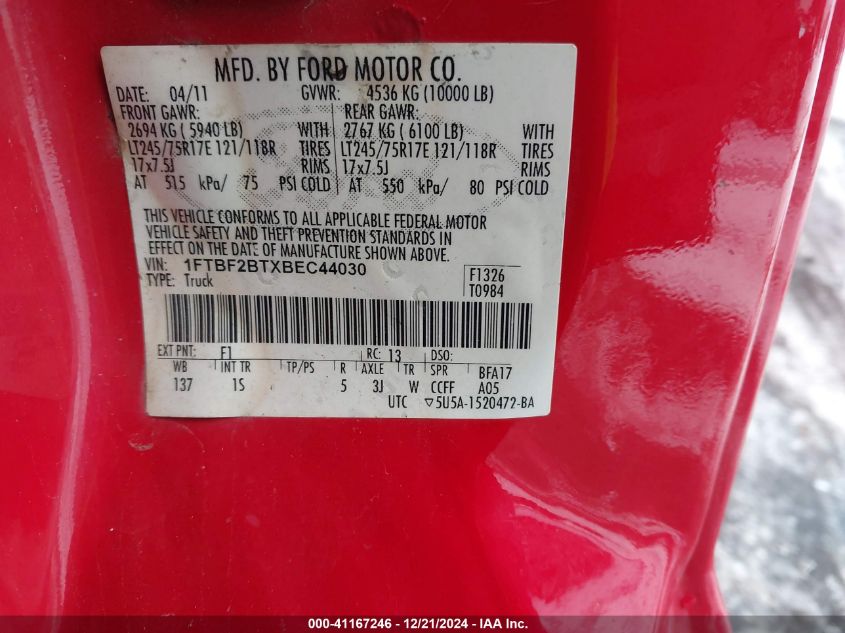 MFD. BY FORD MOTOR CO.
DATE: 04/11 GVWR: 4536 KG (10000 LB)
FRONT GAWR: REAR GAWR:
2694 KG ( 5940 LB) WITH 2767 KG ( 6100 LB) WITH
LT245/75R17E 121/118R TIRES LT245/75R17E 121/118R TIRES
17x7.5J RIMS 17x7.5J RIMS
AT 515 kPa/ 75 PSI COLD AT 550 kPa/ 80 PSI COLD
THIS VEHICLE CONFORMS TO ALL APPLICABLE FEDERAL MOTOR
VEHICLE SAFETY AND THEFT PREVENTION STANDARDS IN
EFFECT ON THE DATE OF MANUFACTURE SHOWN ABOVE.
VIN: 1FTBF2BTXBEC44030 F1326
TYPE: Truck T0984
EXT PNT: F1 RC: 13 DSO:
WB INT TR TP/PS R AXLE TR SPR BFA17
137 1S 5 3J W CCFF A05
UTC ▽5U5A-1520472-BA
000-41167246 - 12/21/2024 - IAA Inc.